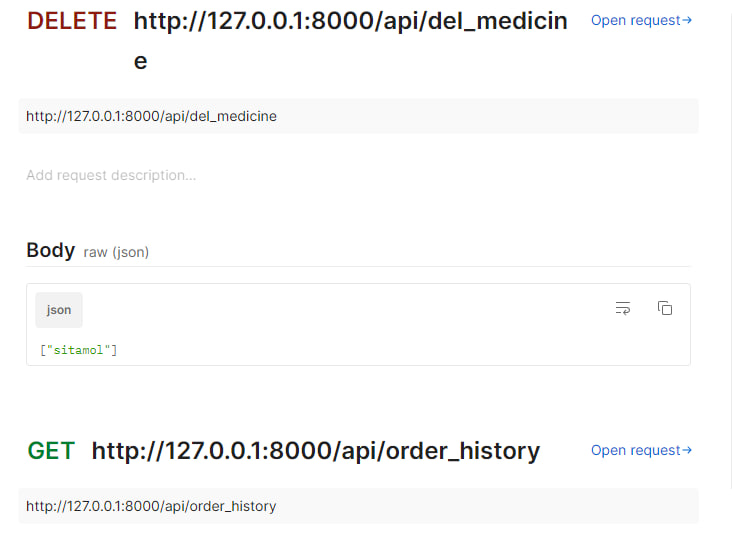 DELETE http://127.0.0.1:8000/api/del_medicin
e
Open request→
http://127.0.0.1:8000/api/del_medicine
Add request description...
Body raw (json)
json
["sitamol"]
GET http://127.0.0.1:8000/api/order_history
Open request→
http://127.0.0.1:8000/api/order_history